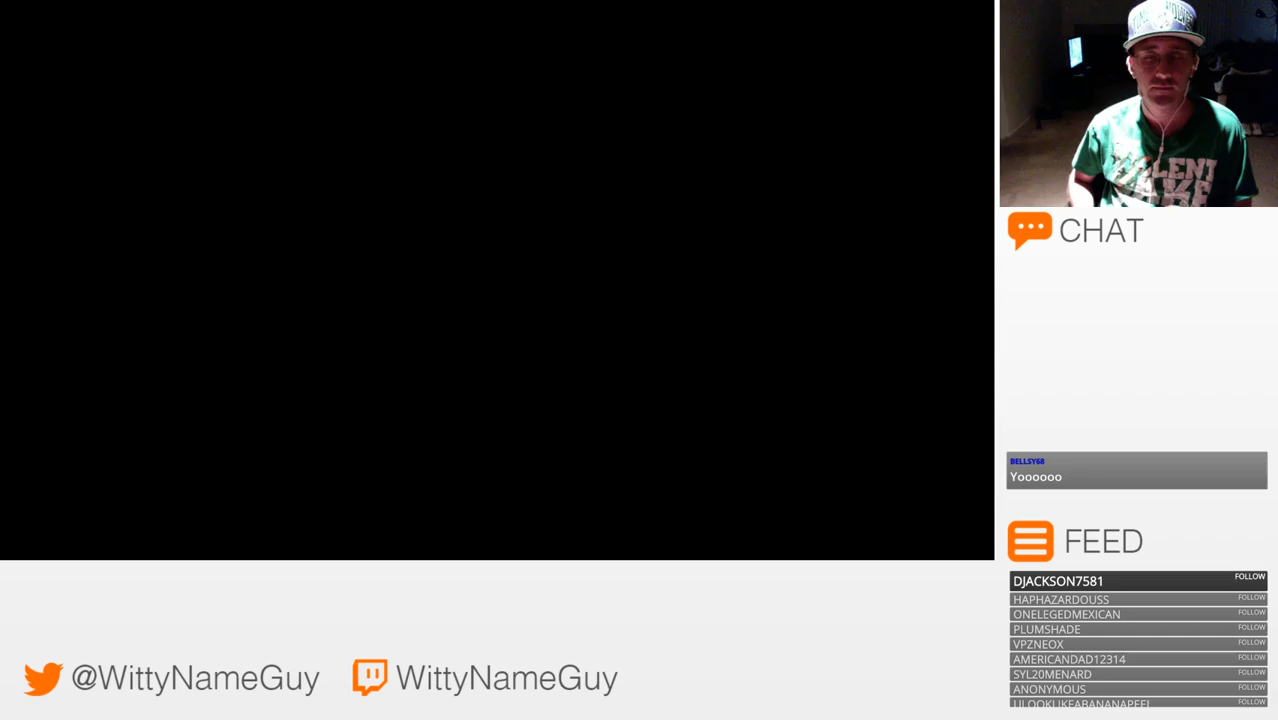 CHAT
BELLSY68
Yoooooo
FEED
DJACKSON7581 FOLLOW
HAPHAZARDOUSS FOLLOW
ONELEGEDMEXICAN FOLLOW
PLUMSHADE FOLLOW
VPZNEOX FOLLOW
AMERICANDAD12314 FOLLOW
SYL20MENARD FOLLOW
ANONYMOUS FOLLOW
ULOOKLIKEABANANAPEEL FOLLOW
@WittyNameGuy WittyNameGuy